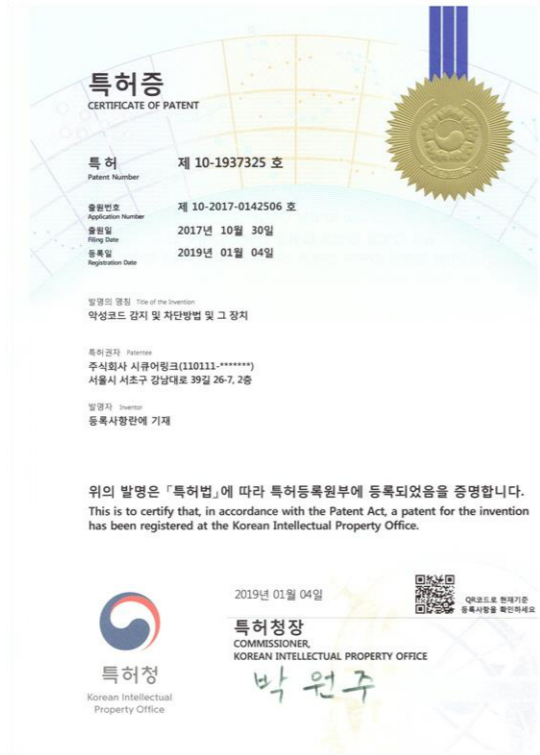 특허증
CERTIFICATE OF PATENT
특 허 제 10-1937325 호
Patent Number
출원번호 제 10-2017-0142506 호
Application Number
출원일 2017년 10월 30일
Filing Date
등록일 2019년 01월 04일
Registration Date
발명의 명칭 Title of the Invention
악성코드 감지 및 차단방법 및 그 장치
특허권자 Patentee
주식회사 시큐어링크(110111-*******)
서울시 서초구 강남대로 39길 26-7, 2층
발명자 Inventor
등록사항란에 기재
위의 발명은 「특허법」에 따라 특허등록원부에 등록되었음을 증명합니다.
This is to certify that, in accordance with the Patent Act, a patent for the invention
has been registered at the Korean Intellectual Property Office.
2019년 01월 04일
QR코드로 현재기준
등록사항을 확인하세요
특허청장
COMMISSIONER,
KOREAN INTELLECTUAL PROPERTY OFFICE
박원주
특허청
Korean Intellectual
Property Office